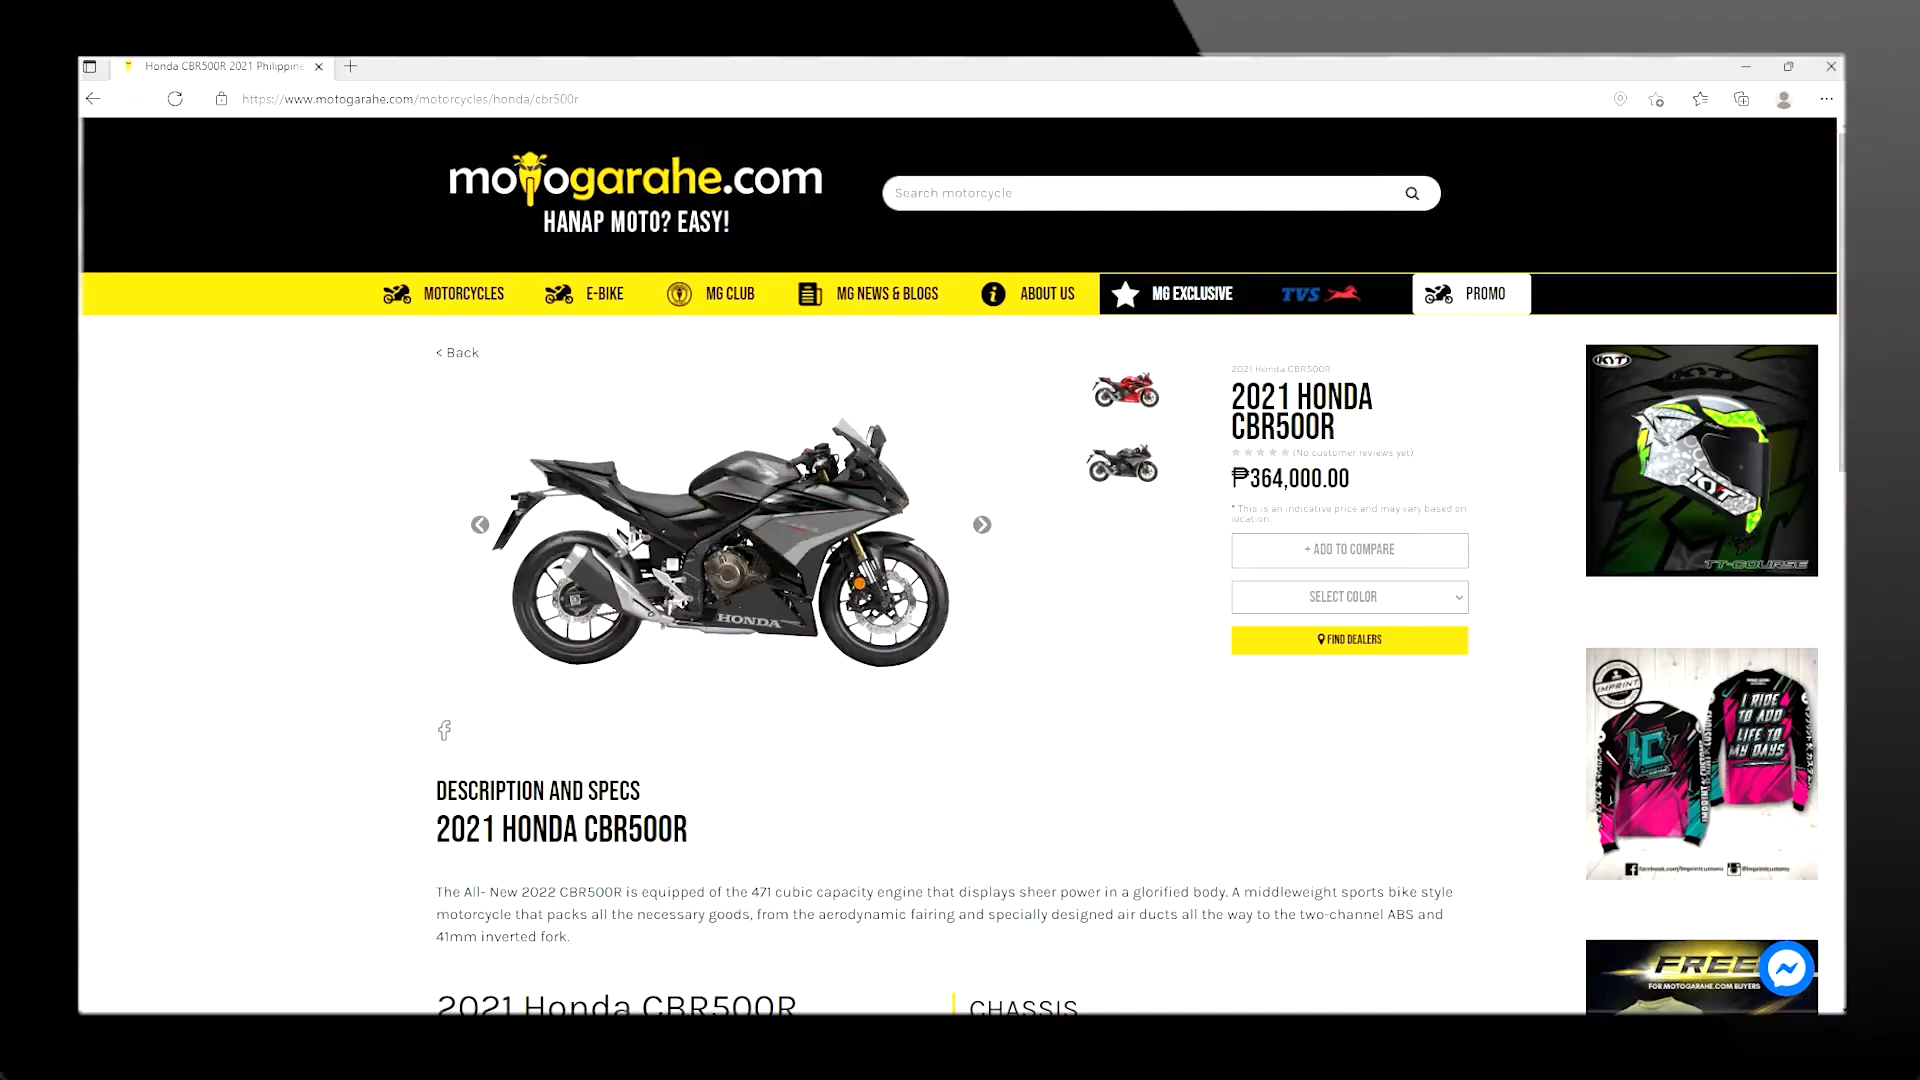 Honda CBR500R 2021 Philippine
https://www.motogarahe.com/motorcycles/honda/cbr500r
motogarahe.com
HANAP MOTO? EASY!
Search motorcycle
MOTORCYCLES
E-BIKE
MG CLUB
MG NEWS & BLOGS
ABOUT US
MG EXCLUSIVE
TVS
PROMO
< Back
2021 Honda CBR500R
2021 HONDA
CBR500R
(No customer reviews yet)
₱364,000.00
* This is an indicative price and may vary based on
location.
+ ADD TO COMPARE
SELECT COLOR
FIND DEALERS
HONDA
DESCRIPTION AND SPECS
2021 HONDA CBR500R
The All- New 2022 CBR500R is equipped of the 471 cubic capacity engine that displays sheer power in a glorified body. A middleweight sports bike style
motorcycle that packs all the necessary goods, from the aerodynamic fairing and specially designed air ducts all the way to the two-channel ABS and
41mm inverted fork.
2021 Honda CBR500R
CHASSIS
KYT
KYT
KYT
TT-COURSE
IMPRINT
I RIDE
TO ADD
LIFE TO
MY DAYS
facebook.com/imprintcustoms
@imprintcustoms
FREE
FOR MOTOGARAHE.COM BUYERS